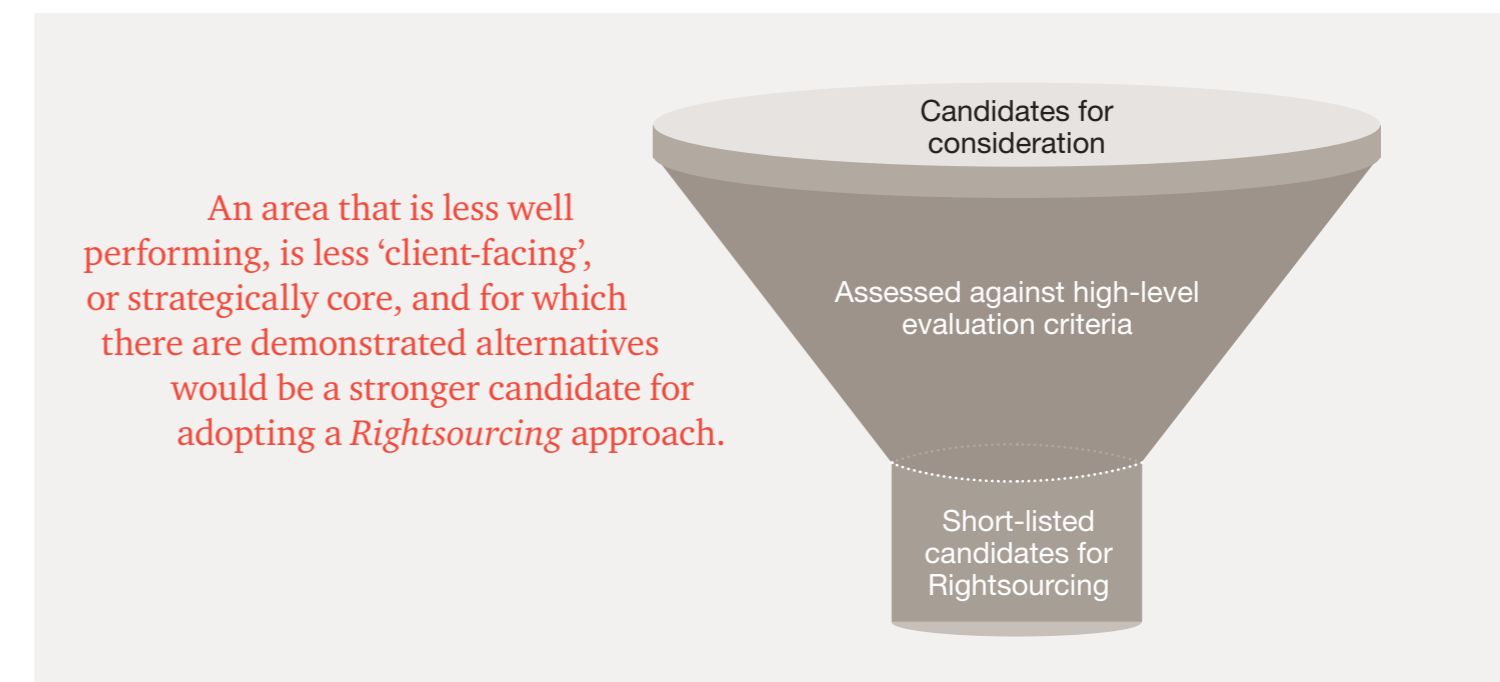 An area that is less well
performing, is less ‘client-facing’,
or strategically core, and for which
there are demonstrated alternatives
would be a stronger candidate for
adopting a Rightsourcing approach.
Candidates for
consideration
Assessed against high-level
evaluation criteria
Short-listed
candidates for
Rightsourcing